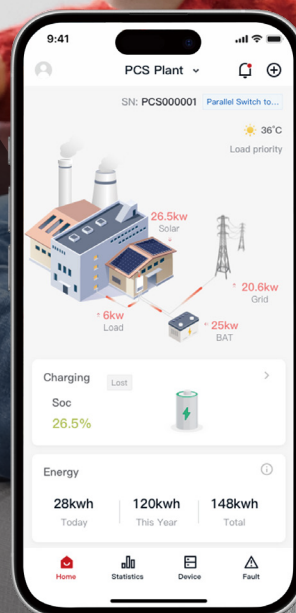 9:41
PCS Plant
SN: PCS000001 Parallel Switch to...
36°C
Load priority
26.5kw
Solar
20.6kw
Grid
6kw
Load
25kw
BAT
Charging Lost
Soc
26.5%
Energy
28kwh 120kwh 148kwh
Today This Year Total
Home Statistics Device Fault